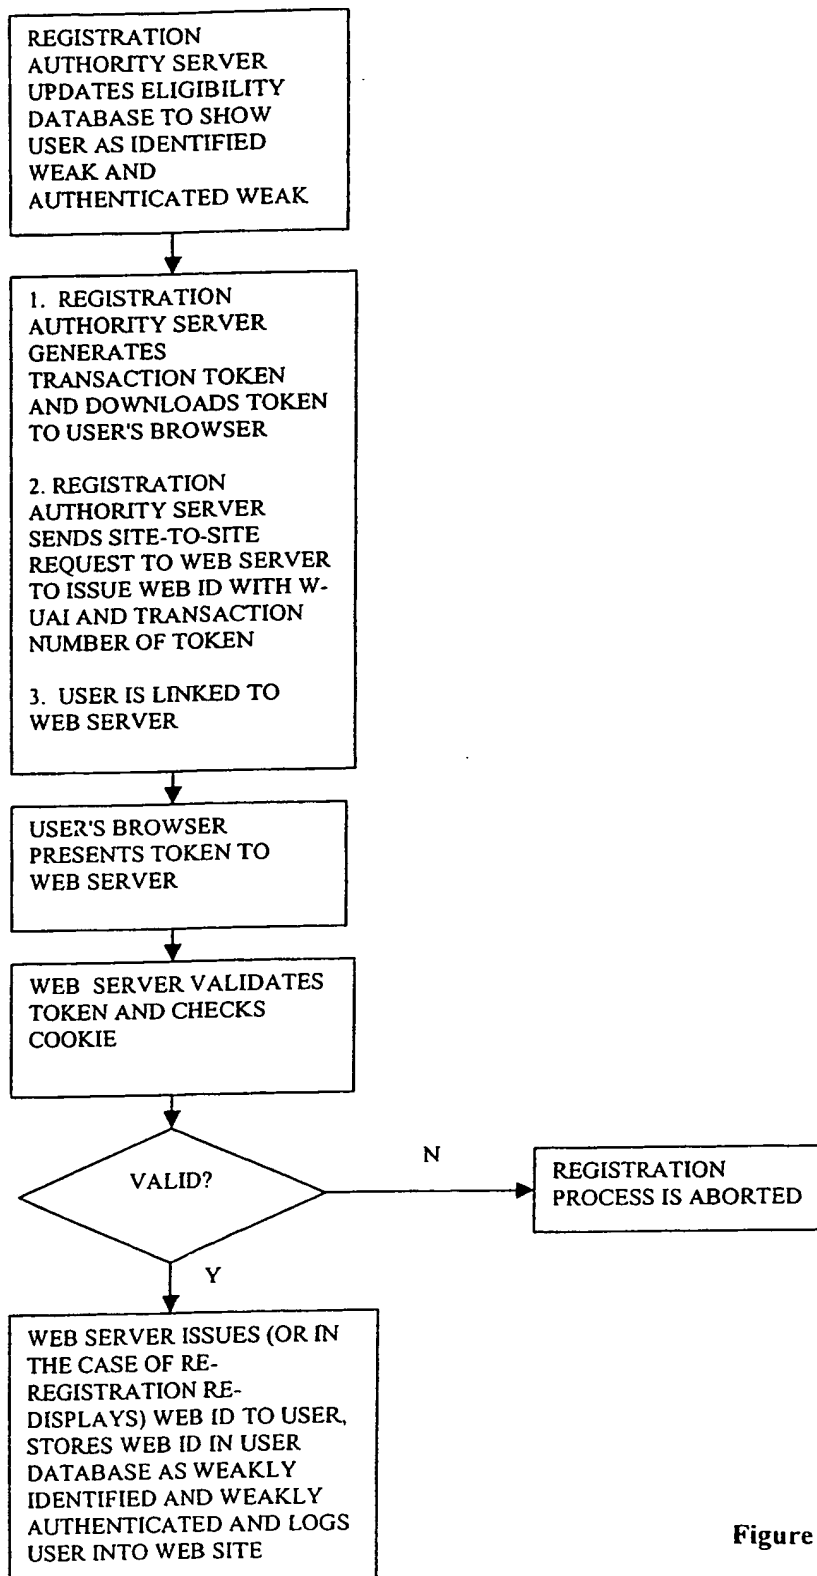 REGISTRATION
AUTHORITY SERVER
UPDATES ELIGIBILITY
DATABASE TO SHOW
USER AS IDENTIFIED
WEAK AND
AUTHENTICATED WEAK
1. REGISTRATION
AUTHORITY SERVER
GENERATES
TRANSACTION TOKEN
AND DOWNLOADS TOKEN
TO USER'S BROWSER
2. REGISTRATION
AUTHORITY SERVER
SENDS SITE-TO-SITE
REQUEST TO WEB SERVER
TO ISSUE WEB ID WITH W-
UAI AND TRANSACTION
NUMBER OF TOKEN
3. USER IS LINKED TO
WEB SERVER
USER'S BROWSER
PRESENTS TOKEN TO
WEB SERVER
WEB SERVER VALIDATES
TOKEN AND CHECKS
COOKIE
VALID?
N
REGISTRATION
PROCESS IS ABORTED
Y
WEB SERVER ISSUES (OR IN
THE CASE OF RE-
REGISTRATION RE-
DISPLAYS) WEB ID TO USER,
STORES WEB ID IN USER
DATABASE AS WEAKLY
IDENTIFIED AND WEAKLY
AUTHENTICATED AND LOGS
USER INTO WEB SITE
Figure